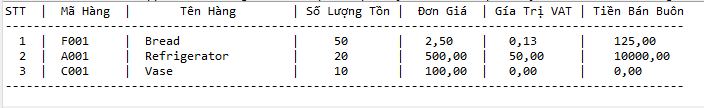 STT | Mã Hàng | Tên Hàng | Số Lượng Tồn | Đơn Giá | Gía Trị VAT | Tiền Bán Buôn
--------------------------------------------------------------------------------
1 | F001 | Bread | 50 | 2,50 | 0,13 | 125,00
2 | A001 | Refrigerator | 20 | 500,00 | 50,00 | 10000,00
3 | C001 | Vase | 10 | 100,00 | 0,00 | 0,00
--------------------------------------------------------------------------------